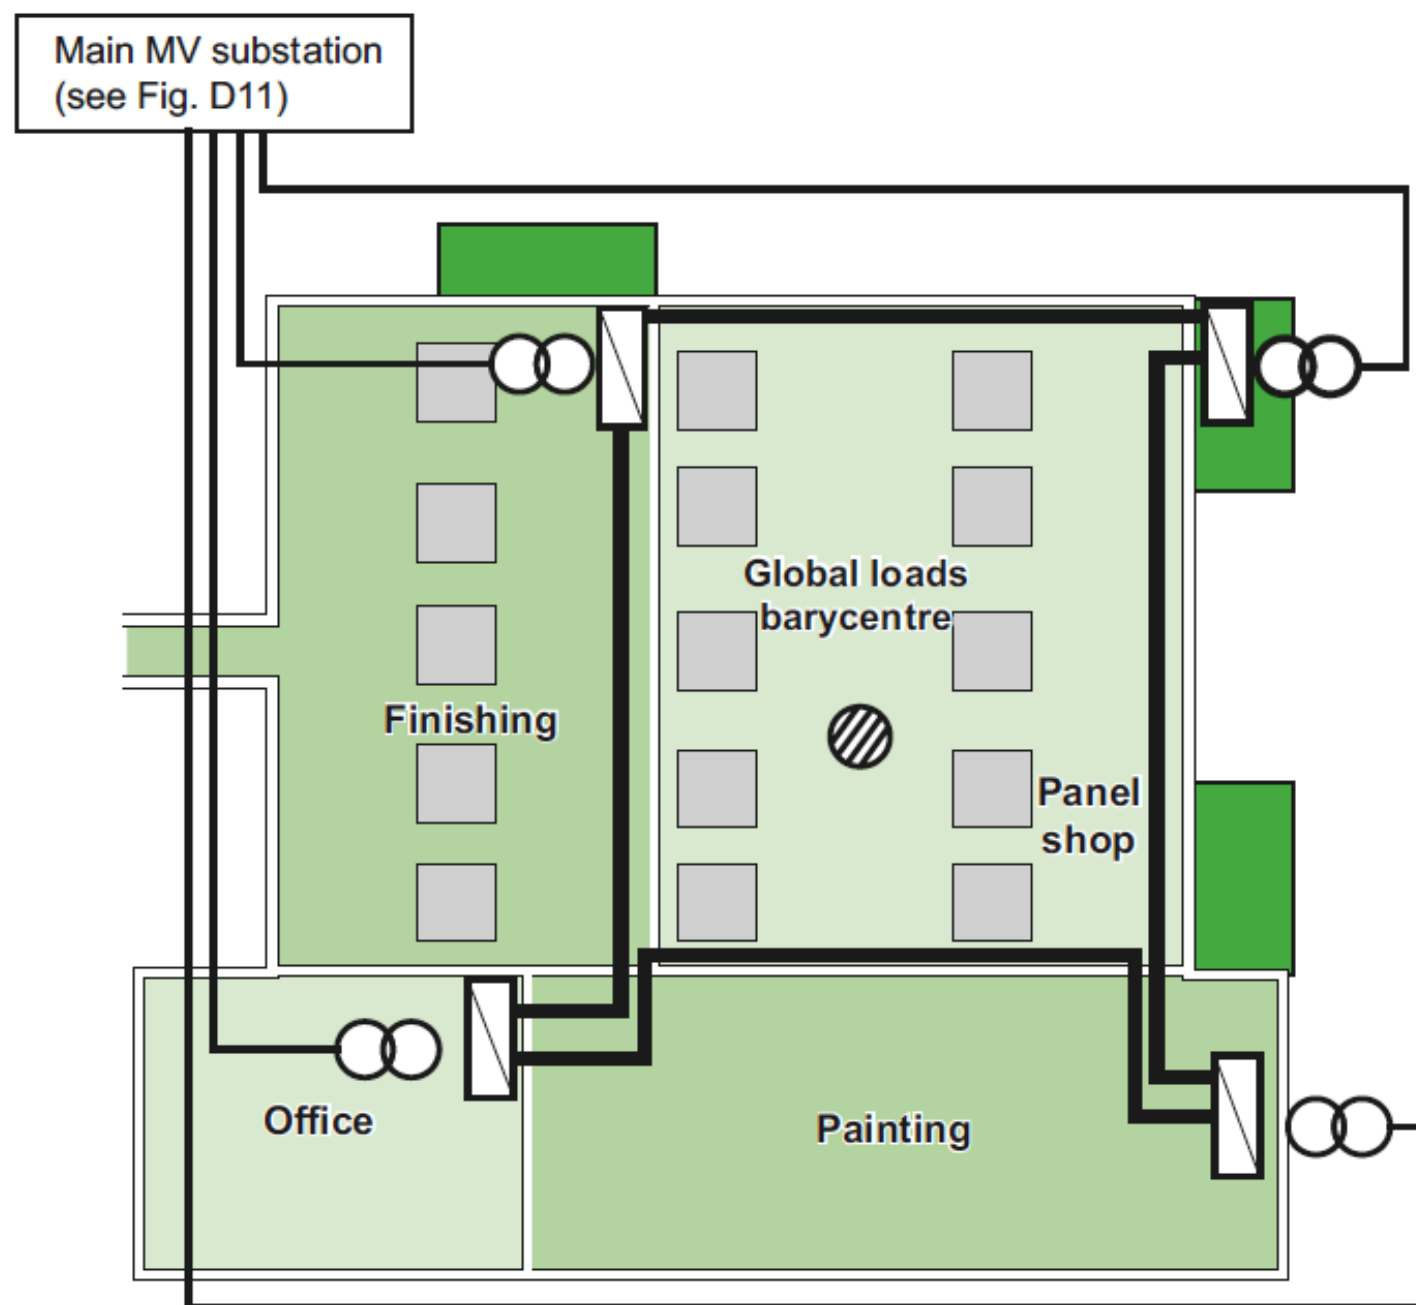 Main MV substation
(see Fig. D11)
Global loads
barycentre
Finishing
Panel
shop
Office
Painting